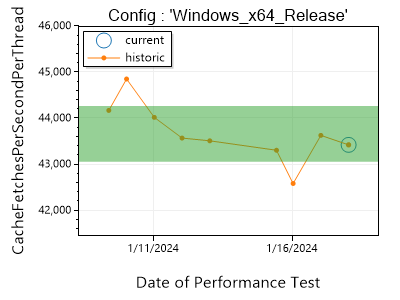 Config : 'Windows_x64_Release'
CacheFetchesPerSecondPerThread
46,000
45,000
44,000
43,000
42,000
current
historic
1/11/2024
1/16/2024
Date of Performance Test